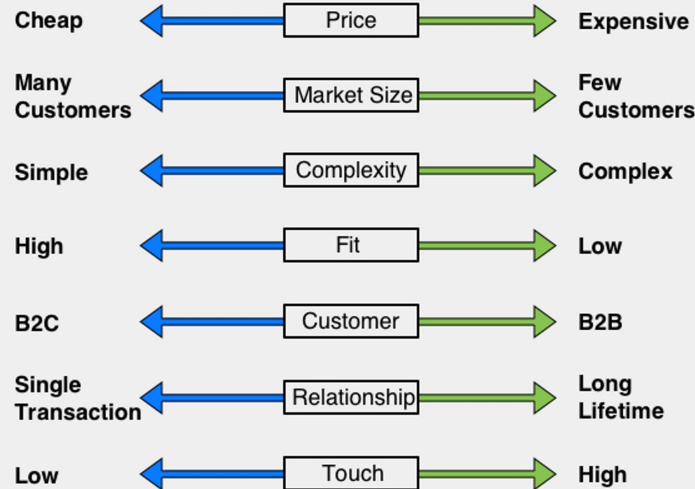 Cheap Price Expensive
Many
Customers Market Size Few
Customers
Simple Complexity Complex
High Fit Low
B2C Customer B2B
Single
Transaction Relationship Long
Lifetime
Low Touch High